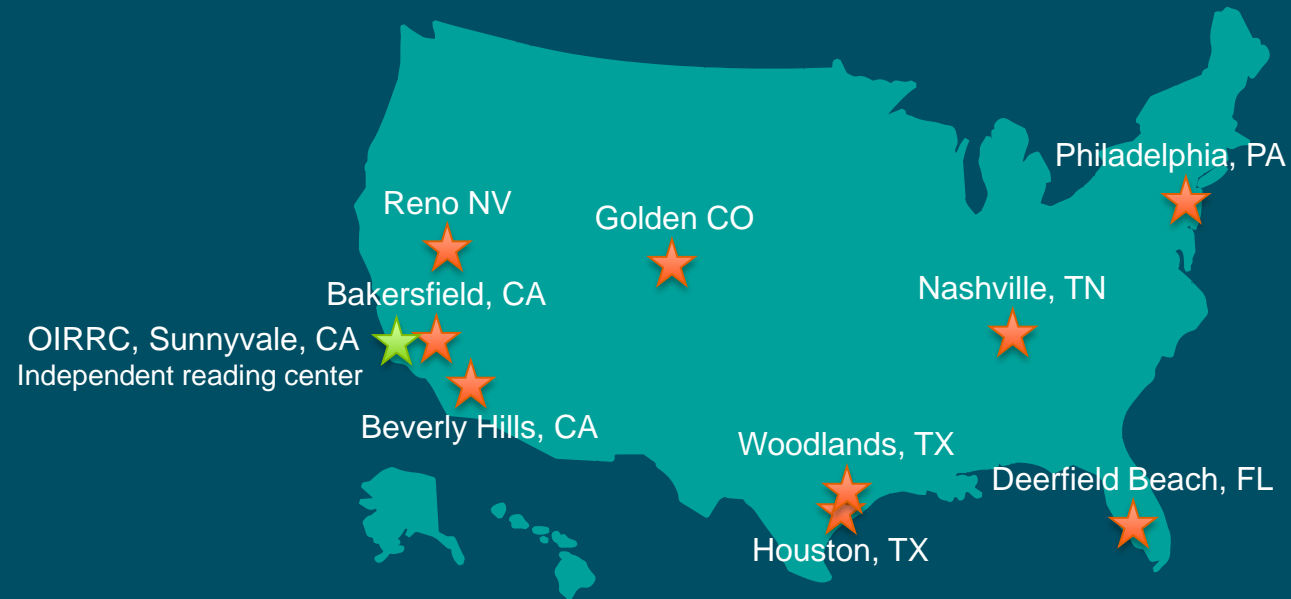 Philadelphia, PA
Reno NV
Golden CO
Bakersfield, CA
Nashville, TN
OIRRC, Sunnyvale, CA
Independent reading center
Beverly Hills, CA
Woodlands, TX
Deerfield Beach, FL
Houston, TX